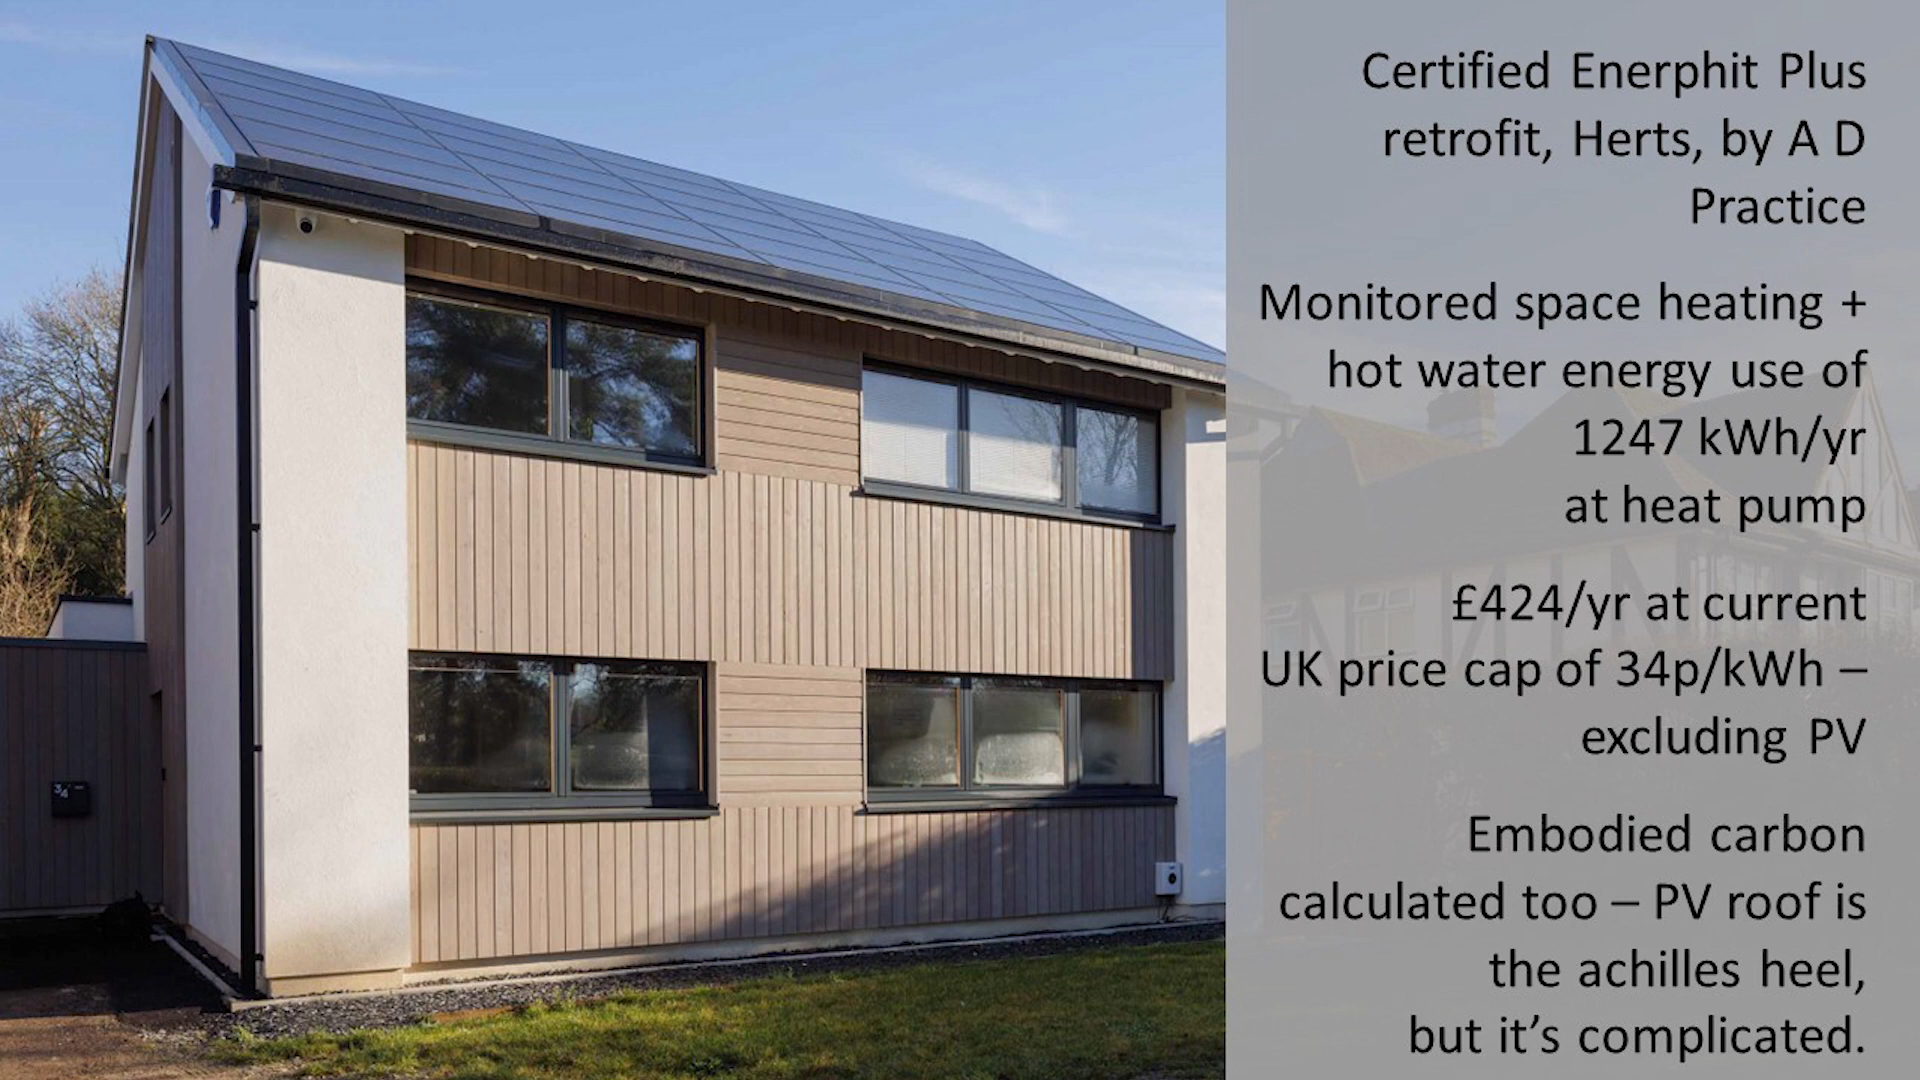 Certified Enerphit Plus
retrofit, Herts, by A D
Practice
Monitored space heating +
hot water energy use of
1247 kWh/yr
at heat pump
£424/yr at current
UK price cap of 34p/kWh –
excluding PV
Embodied carbon
calculated too – PV roof is
the achilles heel,
but it’s complicated.
34